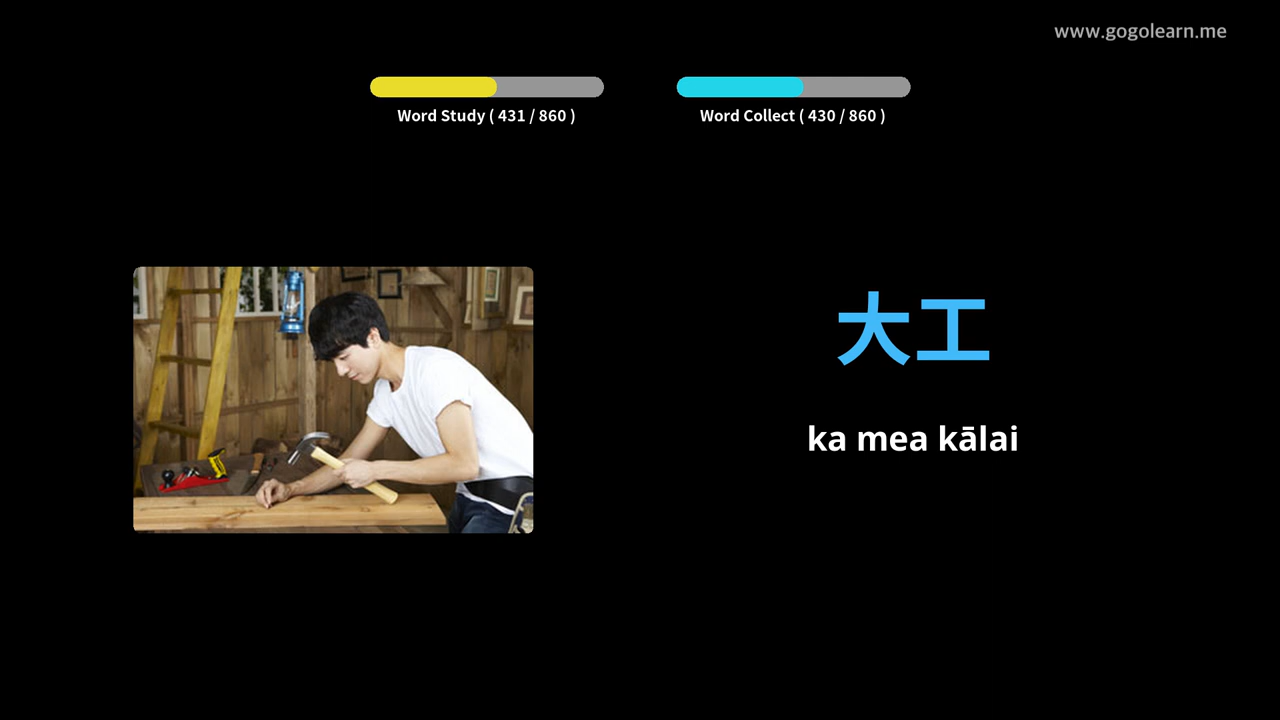 www.gogolearn.me
Word Study ( 431 / 860 )
Word Collect ( 430 / 860 )
大工
ka mea kālai